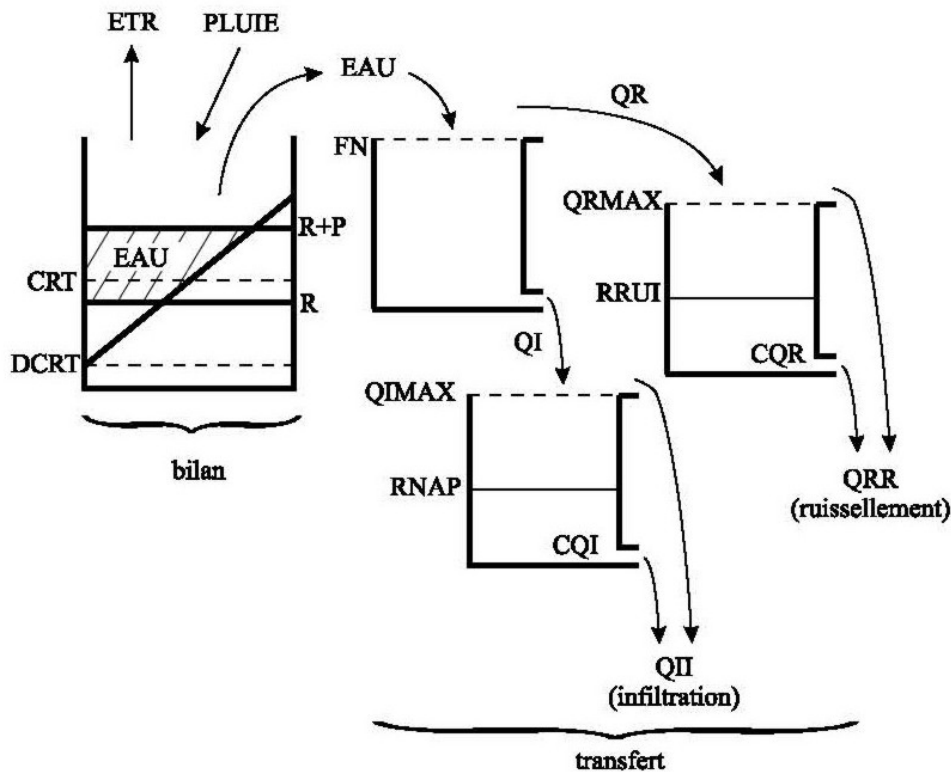 ETR
PLUIE
EAU
QR
FN
QRMAX
R+P
EAU
CRT
R
RRUI
DCRT
QI
CQR
QIMAX
bilan
RNAP
QRR
(ruissellement)
CQI
QII
(infiltration)
transfert